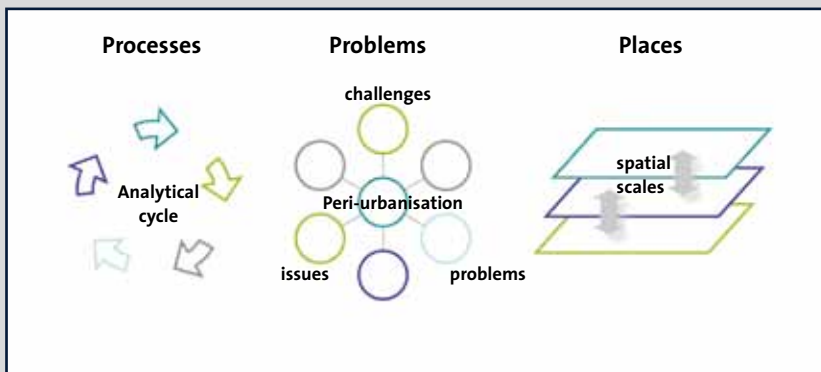 Processes
Problems
Places
Analytical
cycle
challenges
Peri-urbanisation
issues
problems
spatial
scales